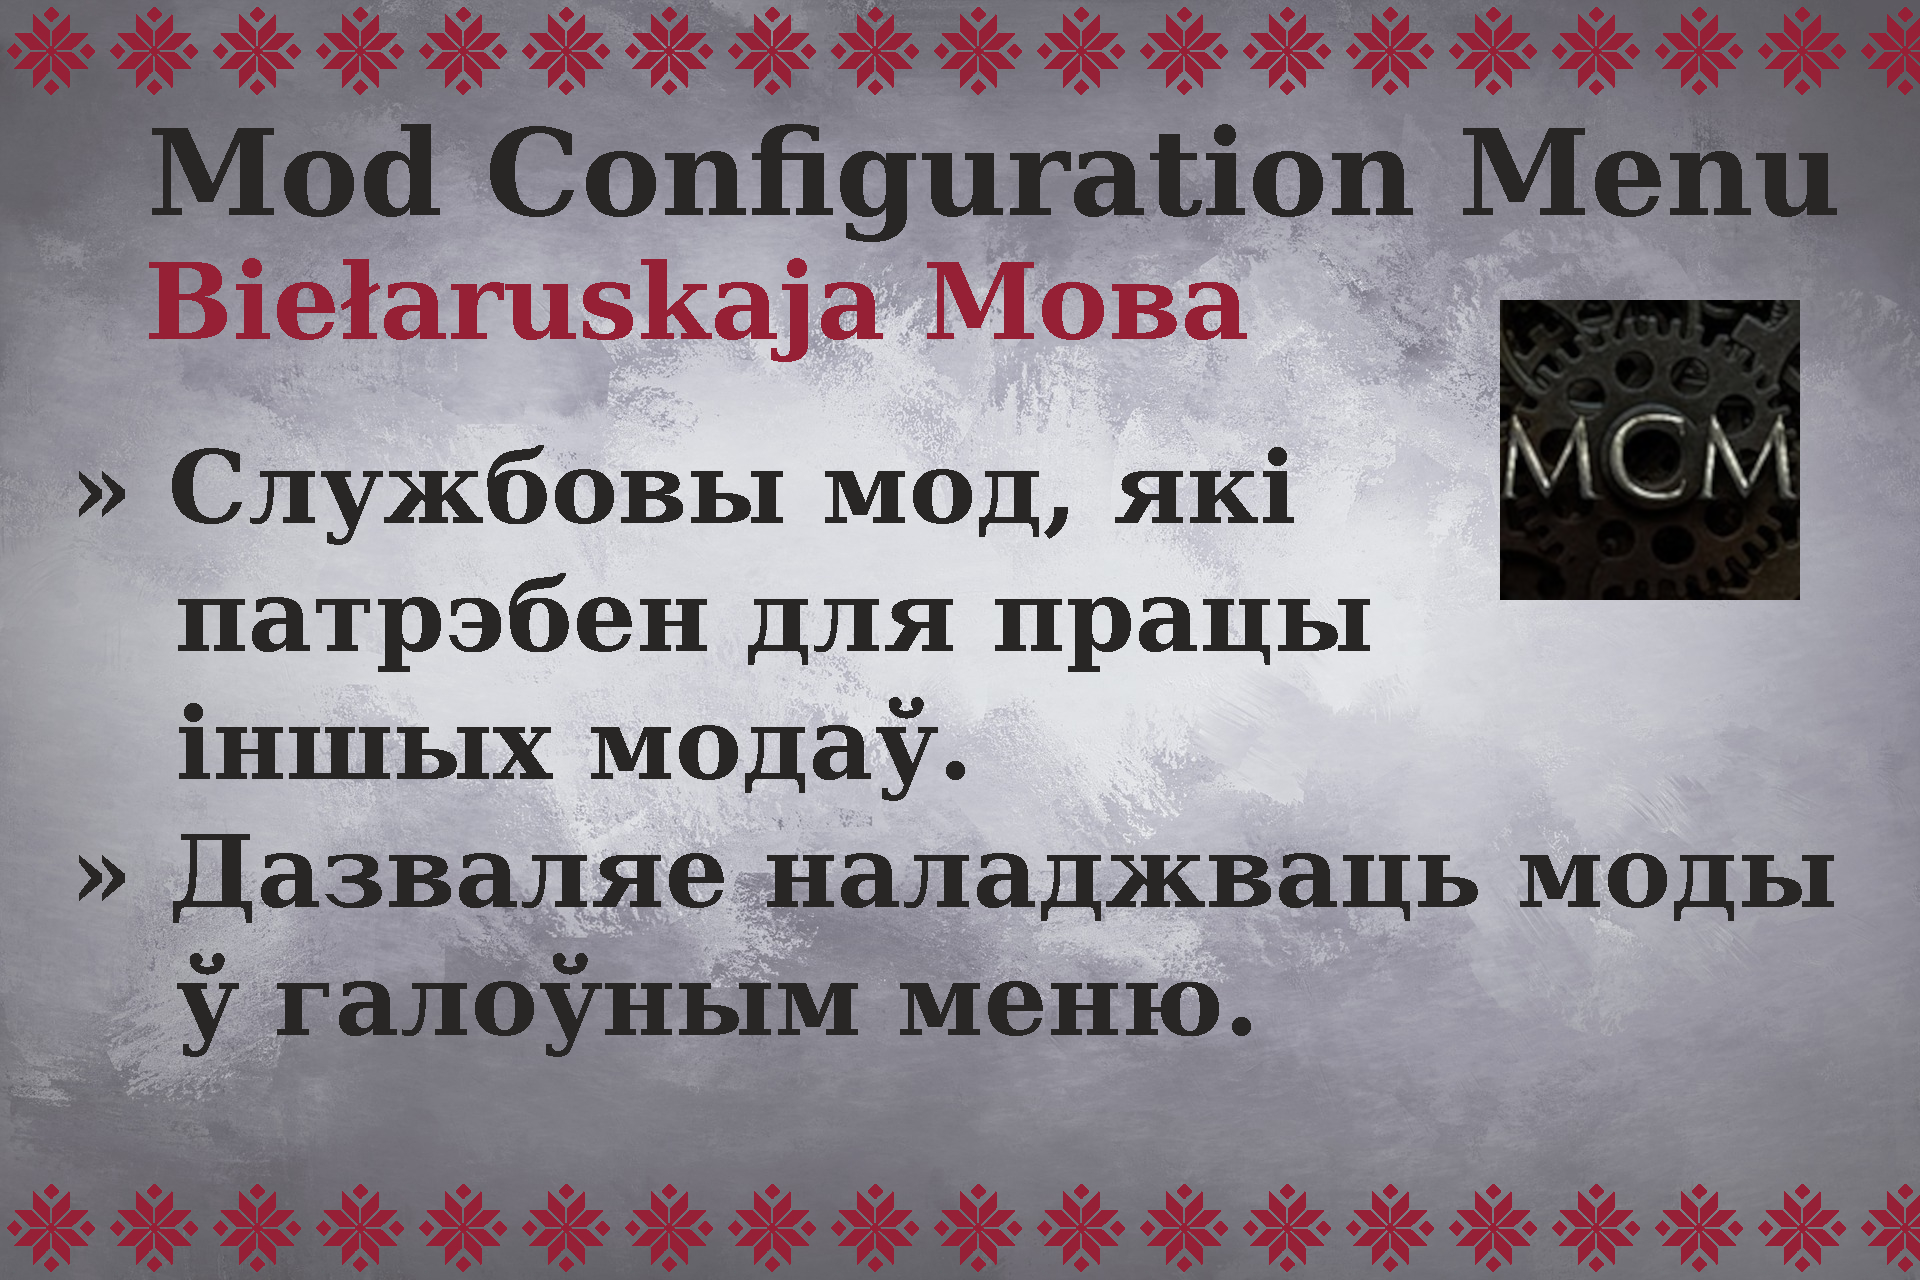 Mod Configuration Menu
Biełaruskaja Мова
» Службовы мод, які
патрэбен для працы
іншых модаў.
» Дазваляе наладжваць моды
ў галоўным меню.
MCM